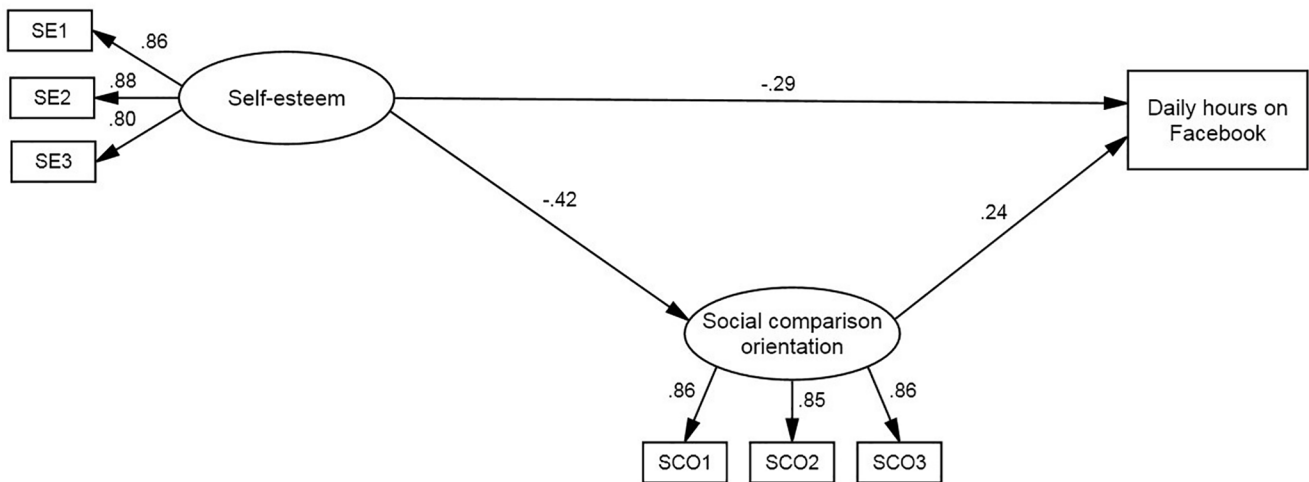 SE1
.86
SE2
.88
SE3
.80
Self-esteem
-.29
Daily hours on
Facebook
-.42
.24
Social comparison
orientation
.86
.85
.86
SCO1
SCO2
SCO3